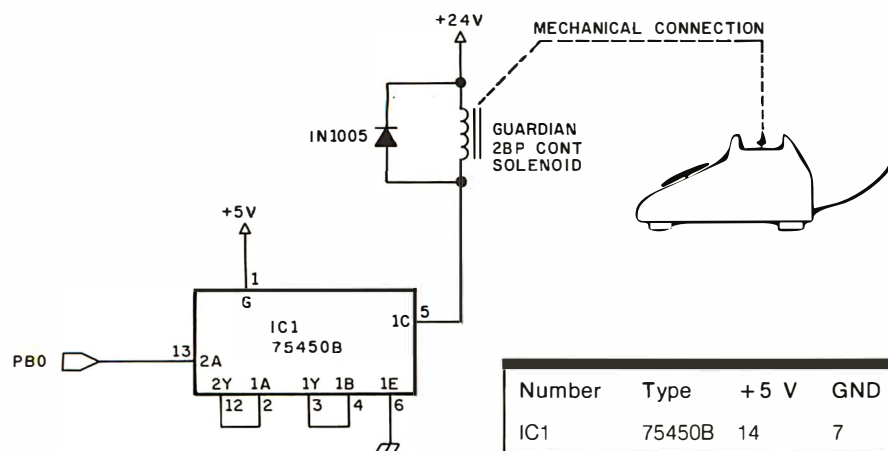 +24V
MECHANICAL CONNECTION
IN1005
GUARDIAN
2BP CONT
SOLENOID
+5V
1
G
IC1
75450B
1C
5
PB0
13
2A
2Y 1A 1Y 1B 1E
12 2 3 4 6
Number Type +5 V GND
IC1 75450B 14 7